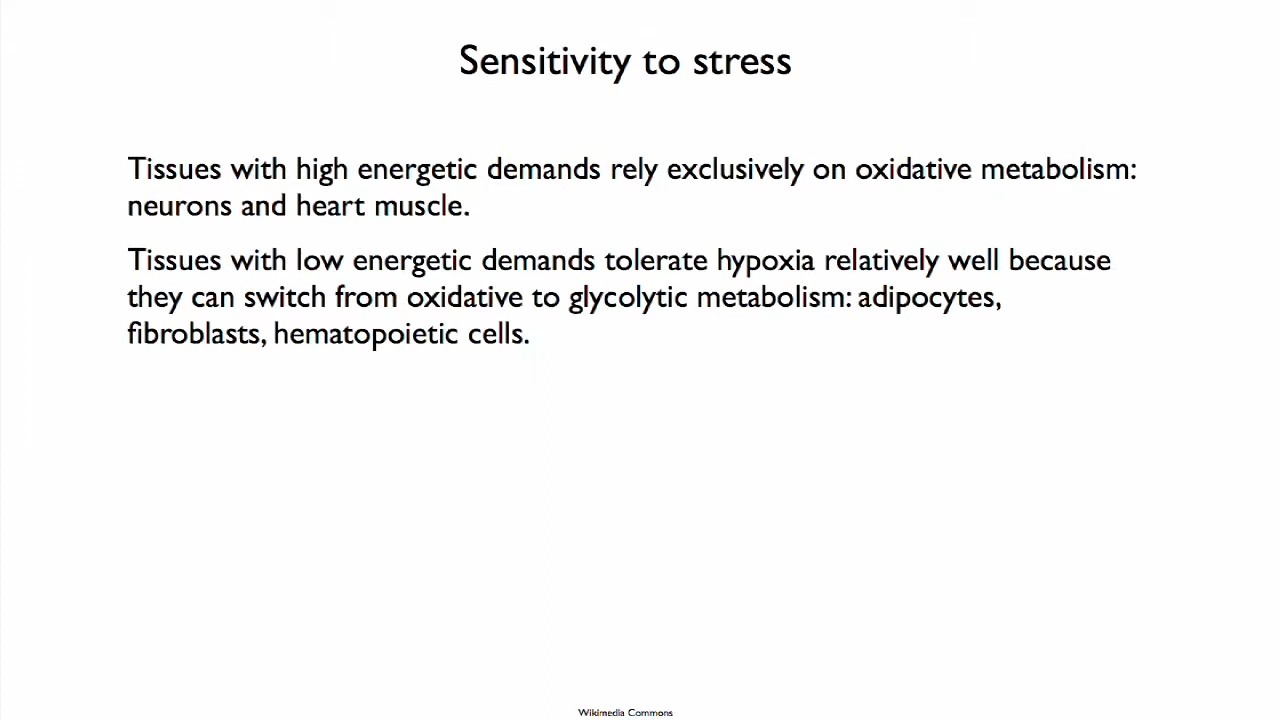 Sensitivity to stress
Tissues with high energetic demands rely exclusively on oxidative metabolism:
neurons and heart muscle.
Tissues with low energetic demands tolerate hypoxia relatively well because
they can switch from oxidative to glycolytic metabolism: adipocytes,
fibroblasts, hematopoietic cells.
Wikimedia Commons